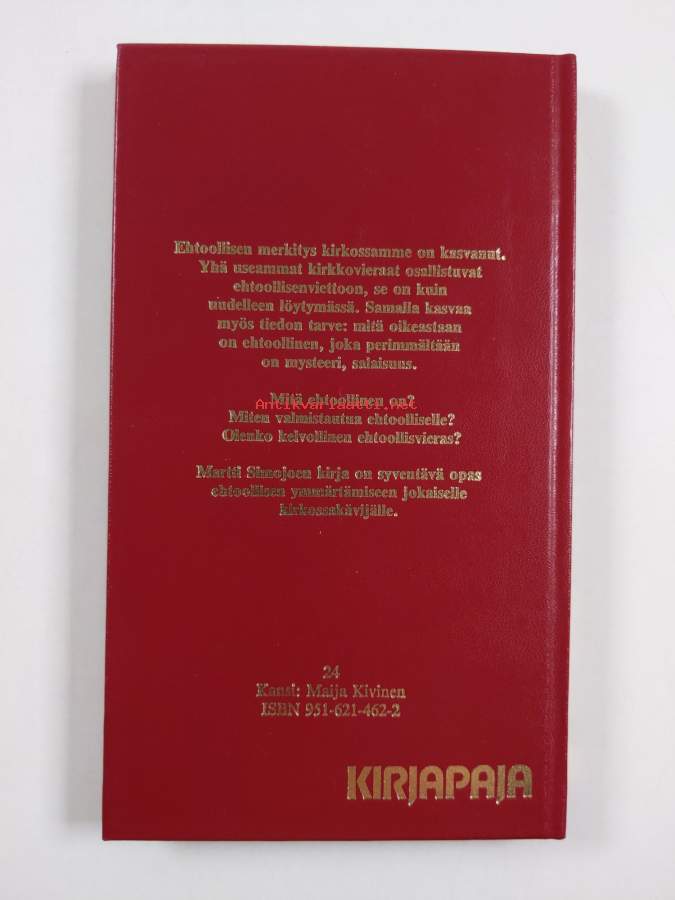 Ehtoollisen merkitys kirkossamme on kasvanut.
Yhä useammat kirkkovieraat osallistuvat
ehtoollisenviettoon, se on kuin
uudelleen löytymässä. Samalla kasvaa
myös tiedon tarve: mitä oikeastaan
on ehtoollinen, joka perimmältään
on mysteeri, salaisuus.
Mitä ehtoollinen on?
Antikvariaatti.net
Miten valmistautua ehtoolliselle?
Olenko kelvollinen ehtoollisvieras?
Martti Simojoen kirja on syventävä opas
ehtoollisen ymmärtämiseen jokaiselle
kirkossakävijälle.
24
Kansi: Maija Kivinen
ISBN 951-621-462-2
KIRJAPAJA